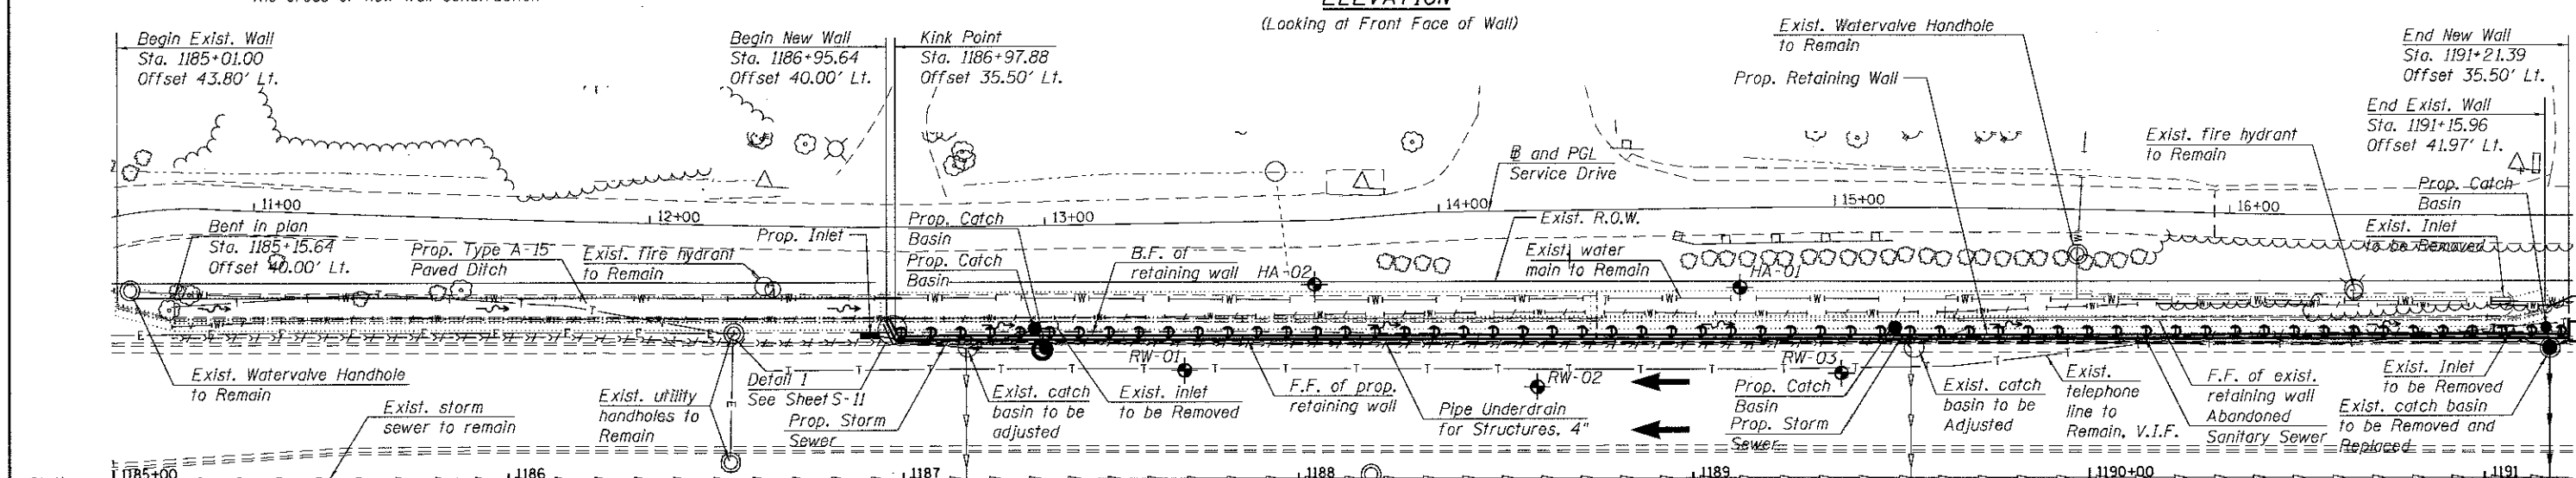 ELEVATION
(Looking at Front Face of Wall)
Begin Exist. Wall
Sta. 1185+01.00
Offset 43.80' Lt.
Begin New Wall
Sta. 1186+95.64
Offset 40.00' Lt.
Kink Point
Sta. 1186+97.88
Offset 35.50' Lt.
Exist. Watervalve Handhole
to Remain
Prop. Retaining Wall
End New Wall
Sta. 1191+21.39
Offset 35.50' Lt.
End Exist. Wall
Sta. 1191+15.96
Offset 41.97' Lt.
Exist. fire hydrant
to Remain
and PGL
Service Drive
Prop. Catch
Basin
Exist. Inlet
to be Removed
11+00
12+00
13+00
14+00
15+00
16+00
Bent in plan
Sta. 1185+15.64
Offset 40.00' Lt.
Prop. Type A-15
Paved Ditch
Exist. fire hydrant
to Remain
Prop. Inlet
Prop. Catch
Basin
Prop. Catch
Basin
B.F. of
retaining wall
HA-02
Exist. R.O.W.
Exist. water
main to Remain
HA-01
RW-01
RW-02
RW-03
Exist. Watervalve Handhole
to Remain
Exist. storm
sewer to remain
Exist. utility
handholes to
Remain
Detail 1
See Sheet S-11
Prop. Storm
Sewer
Exist. catch
basin to be
adjusted
Exist. inlet
to be Removed
F.F. of prop.
retaining wall
Pipe Underdrain
for Structures, 4"
Prop. Catch
Basin
Prop. Storm
Sewer
Exist. catch
basin to be
Adjusted
Exist.
telephone
line to
Remain, V.I.F.
F.F. of exist.
retaining wall
Abandoned
Sanitary Sewer
Exist. Inlet
to be Removed
Exist. catch basin
to be Removed and
Replaced
1185+00
1186
1187
1188
1189
1190+00
1191